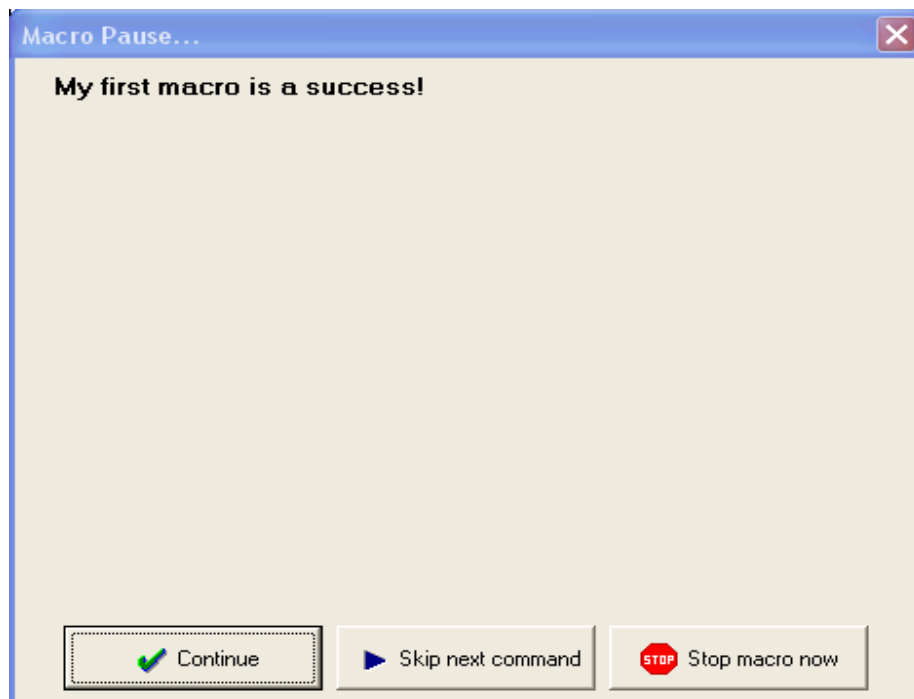 Macro Pause...
My first macro is a success!
Continue
Skip next command
STOP
Stop macro now